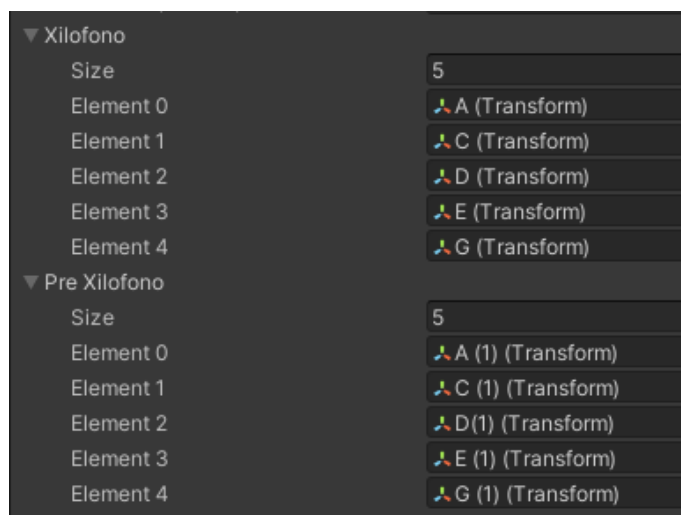 Xilofono
Size 5
Element 0 A (Transform)
Element 1 C (Transform)
Element 2 D (Transform)
Element 3 E (Transform)
Element 4 G (Transform)
Pre Xilofono
Size 5
Element 0 A (1) (Transform)
Element 1 C (1) (Transform)
Element 2 D(1) (Transform)
Element 3 E (1) (Transform)
Element 4 G (1) (Transform)